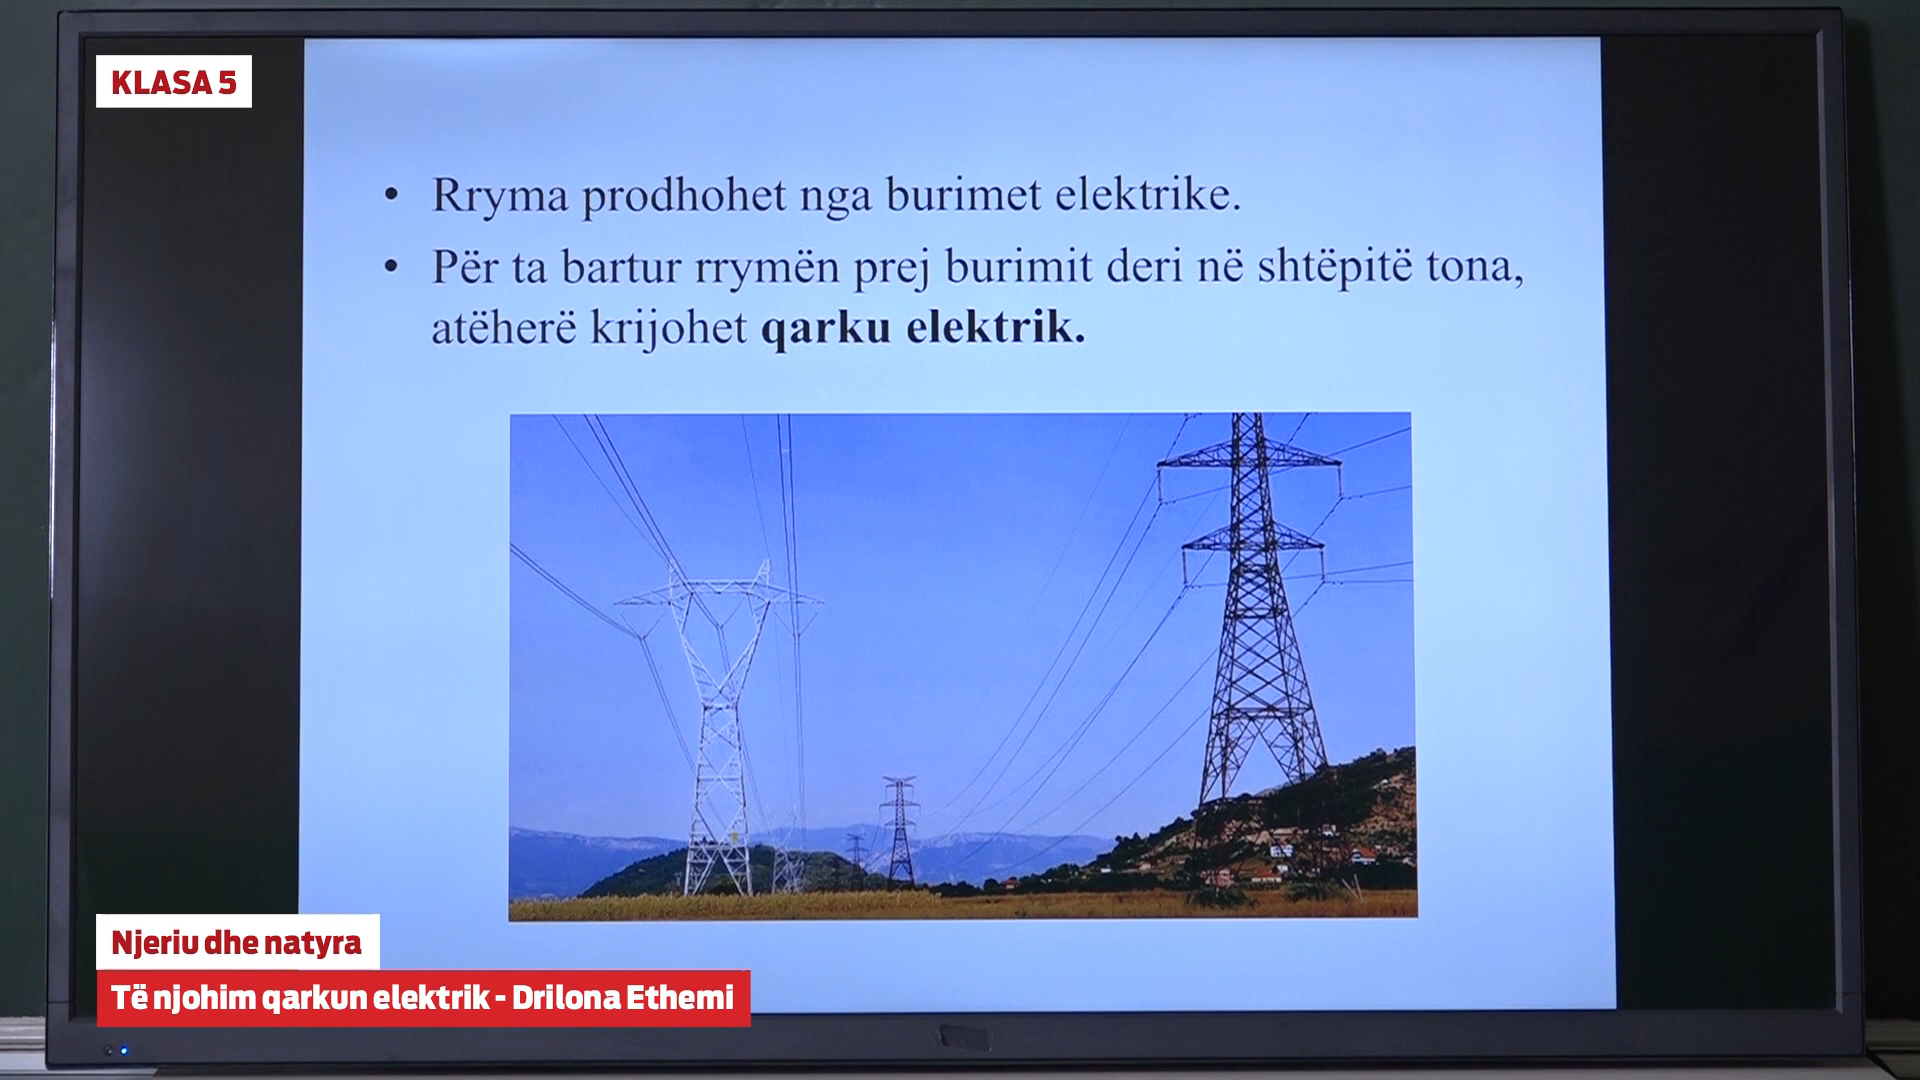 KLASA 5
• Rryma prodhohet nga burimet elektrike.
• Për ta bartur rrymën prej burimit deri në shtëpitë tona,
atëherë krijohet qarku elektrik.
Njeriu dhe natyra
Të njohim qarkun elektrik - Drilona Ethemi